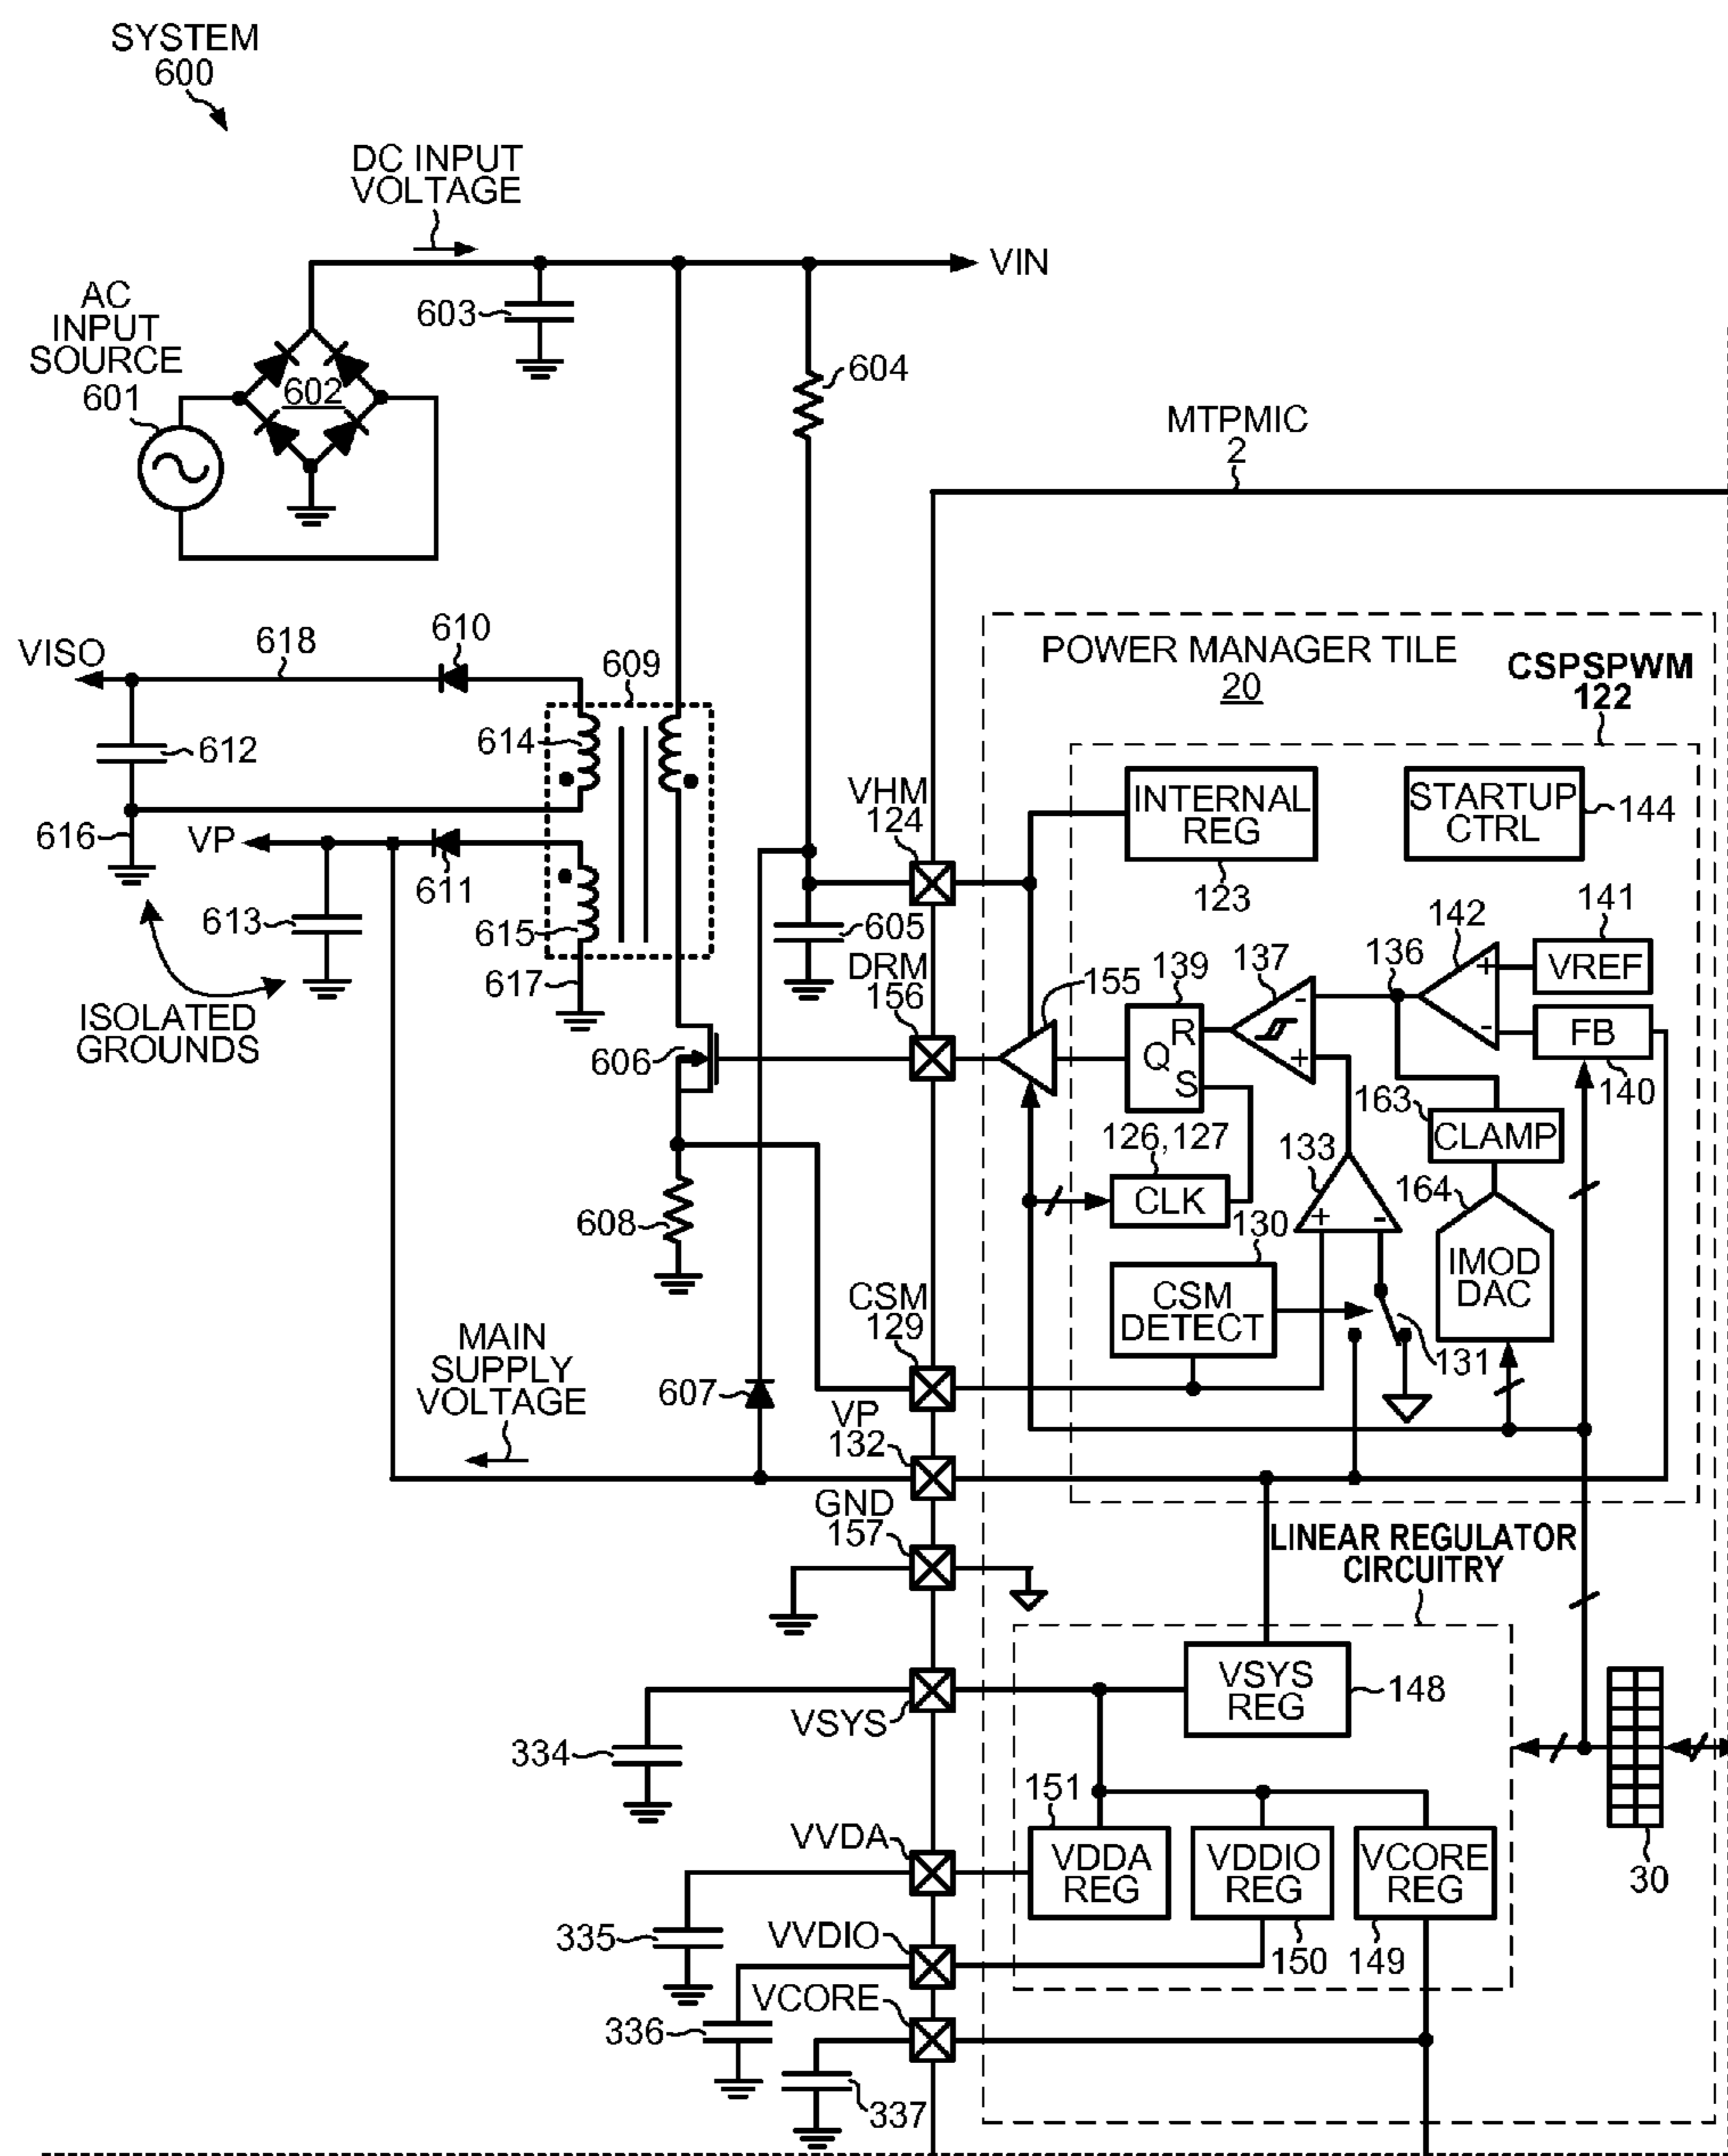 SYSTEM
600
DC INPUT
VOLTAGE
VIN
AC
INPUT
SOURCE
601
602
603
604
MTPMIC
2
VISO
618
610
609
614
612
616
VP
611
613
615
617
ISOLATED
GROUNDS
POWER MANAGER TILE
20
CSPSPWM
122
VHM
124
605
DRM
156
INTERNAL
REG
123
STARTUP
CTRL
144
155
139
137
136
142
141
VREF
FB
140
R
Q
S
-
+
+
-
163
CLAMP
126,127
CLK
133
164
IMOD
DAC
130
+
-
CSM
DETECT
131
606
608
607
CSM
129
MAIN
SUPPLY
VOLTAGE
VP
132
GND
157
LINEAR REGULATOR
CIRCUITRY
VSYS
REG
148
VSYS
334
151
VDDA
REG
VDDIO
REG
VCORE
REG
150
149
30
VVDA
335
VVDIO
336
VCORE
337